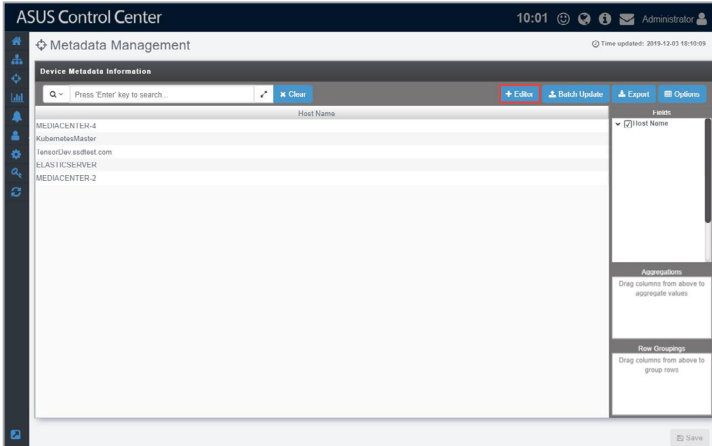 ASUS Control Center
10:01
Administrator
Metadata Management
Time updated: 2019-12-03 18:10:09
Device Metadata Information
Press 'Enter' key to search...
Clear
Editor
Batch Update
Export
Options
Host Name
MEDIACENTER-4
KubernetesMaster
TensorDev.ssdtest.com
ELASTICSERVER
MEDIACENTER-2
Fields
Host Name
Aggregations
Drag columns from above to
aggregate values
Row Groupings
Drag columns from above to
group rows
Save